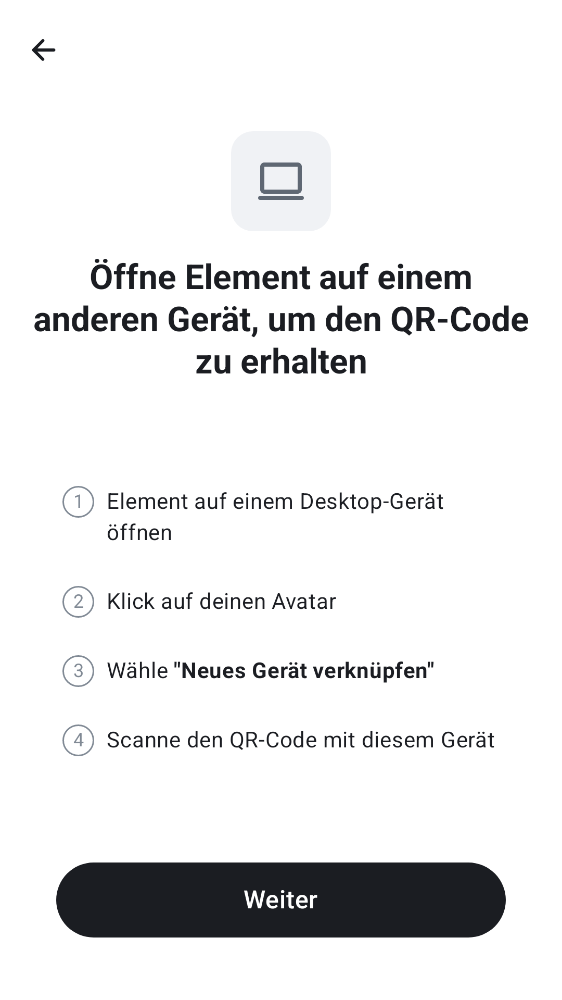 Öffne Element auf einem
anderen Gerät, um den QR-Code
zu erhalten
1 Element auf einem Desktop-Gerät
öffnen
2 Klick auf deinen Avatar
3 Wähle "Neues Gerät verknüpfen"
4 Scanne den QR-Code mit diesem Gerät
Weiter